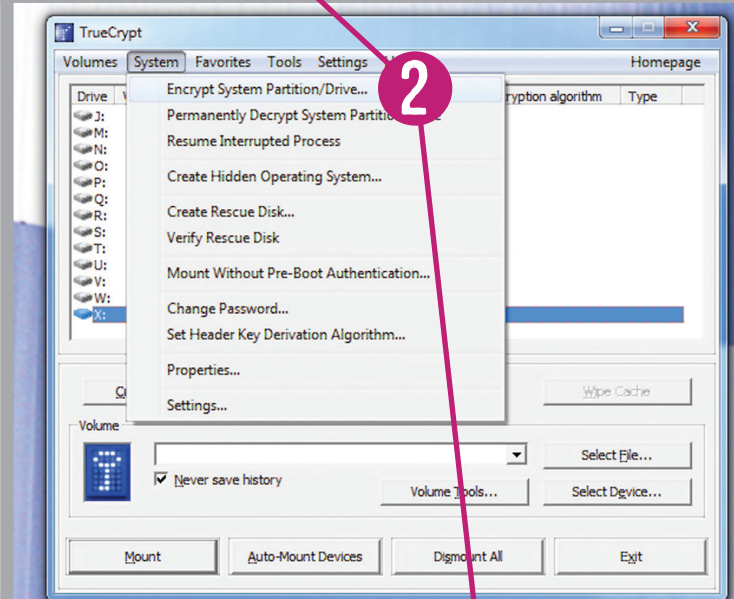 TrueCrypt
Volumes System Favorites Tools Settings Homepage
2
Drive ryption algorithm Type
J:
M:
N:
O:
P:
Q:
R:
S:
T:
U:
V:
W:
X:
Encrypt System Partition/Drive...
Permanently Decrypt System Partiti
Resume Interrupted Process
Create Hidden Operating System...
Create Rescue Disk...
Verify Rescue Disk
Mount Without Pre-Boot Authentication...
Change Password...
Set Header Key Derivation Algorithm...
Properties...
Settings...
Wipe Cache
Volume
Select File...
Never save history
Volume Tools... Select Device...
Mount Auto-Mount Devices Dismount All Exit